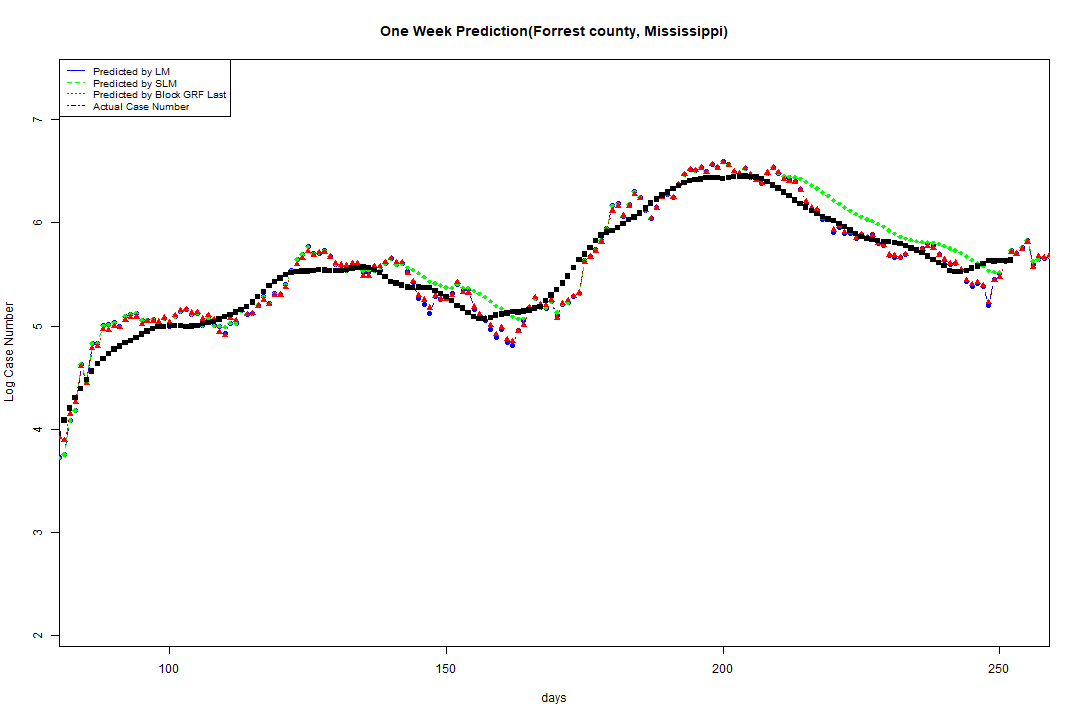 One Week Prediction(Forrest county, Mississippi)
Predicted by LM
Predicted by SLM
Predicted by Block GRF Last
Actual Case Number
7
6
5
4
3
2
Log Case Number
100 150 200 250
days